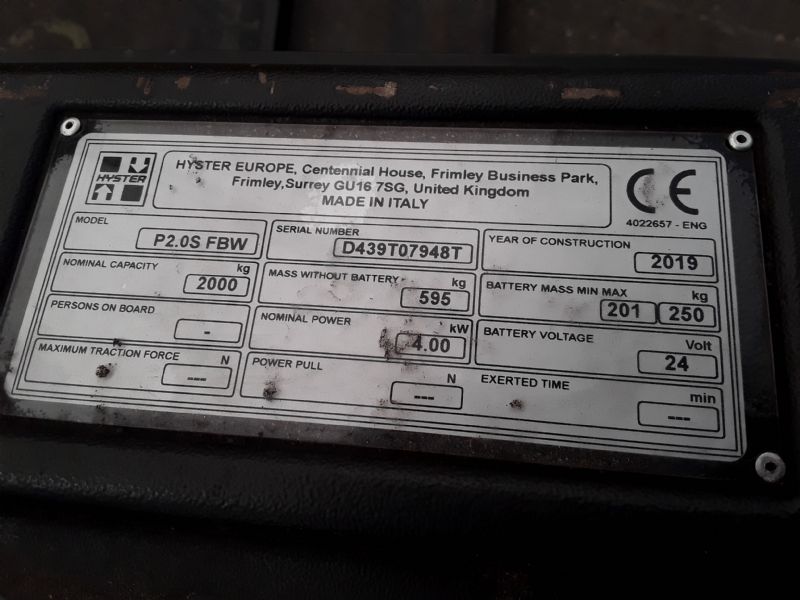 HYSTER
HYSTER EUROPE, Centennial House, Frimley Business Park,
Frimley,Surrey GU16 7SG, United Kingdom
MADE IN ITALY
CE
4022657 - ENG
MODEL
P2.0S FBW
SERIAL NUMBER
D439T07948T
YEAR OF CONSTRUCTION
2019
NOMINAL CAPACITY kg
2000
MASS WITHOUT BATTERY kg
595
BATTERY MASS MIN MAX kg
201 250
PERSONS ON BOARD
-
NOMINAL POWER kW
4.00
BATTERY VOLTAGE Volt
24
MAXIMUM TRACTION FORCE N
---
POWER PULL N
---
EXERTED TIME min
---